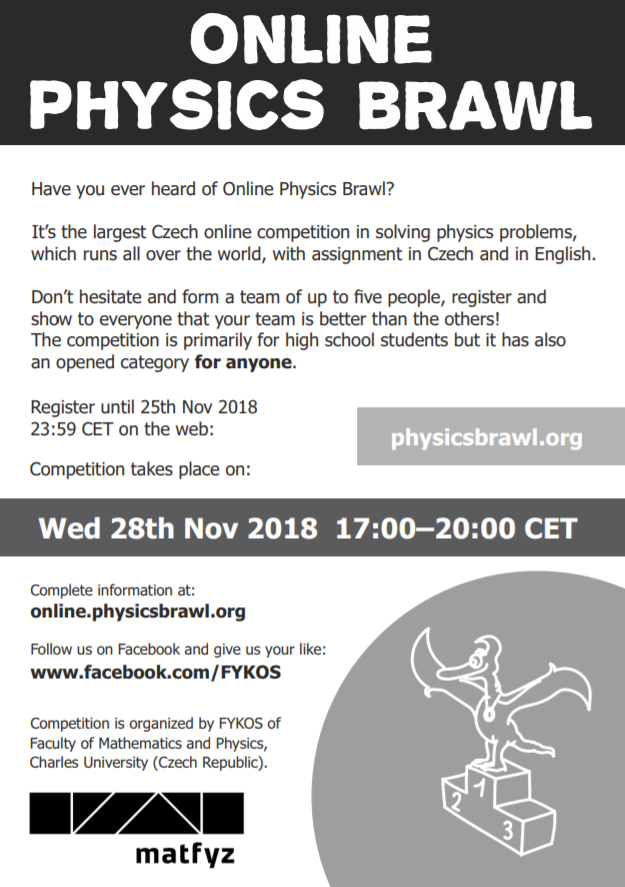 ONLINE
PHYSICS BRAWL
Have you ever heard of Online Physics Brawl?
It's the largest Czech online competition in solving physics problems,
which runs all over the world, with assignment in Czech and in English.
Don't hesitate and form a team of up to five people, register and
show to everyone that your team is better than the others!
The competition is primarily for high school students but it has also
an opened category for anyone.
Register until 25th Nov 2018
23:59 CET on the web:
physicsbrawl.org
Competition takes place on:
Wed 28th Nov 2018 17:00–20:00 CET
Complete information at:
online.physicsbrawl.org
Follow us on Facebook and give us your like:
www.facebook.com/FYKOS
Competition is organized by FYKOS of
Faculty of Mathematics and Physics,
Charles University (Czech Republic).
matfyz
1
2
3